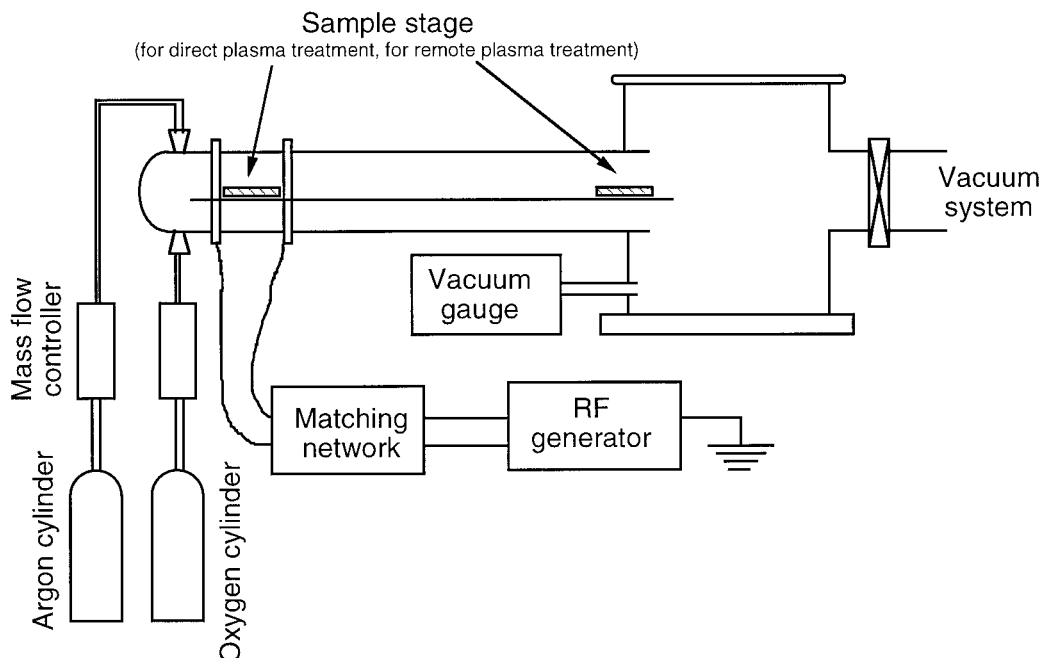 Sample stage
(for direct plasma treatment, for remote plasma treatment)
Vacuum
system
Vacuum
gauge
Mass flow
controller
Matching
network
RF
generator
Argon cylinder
Oxygen cylinder